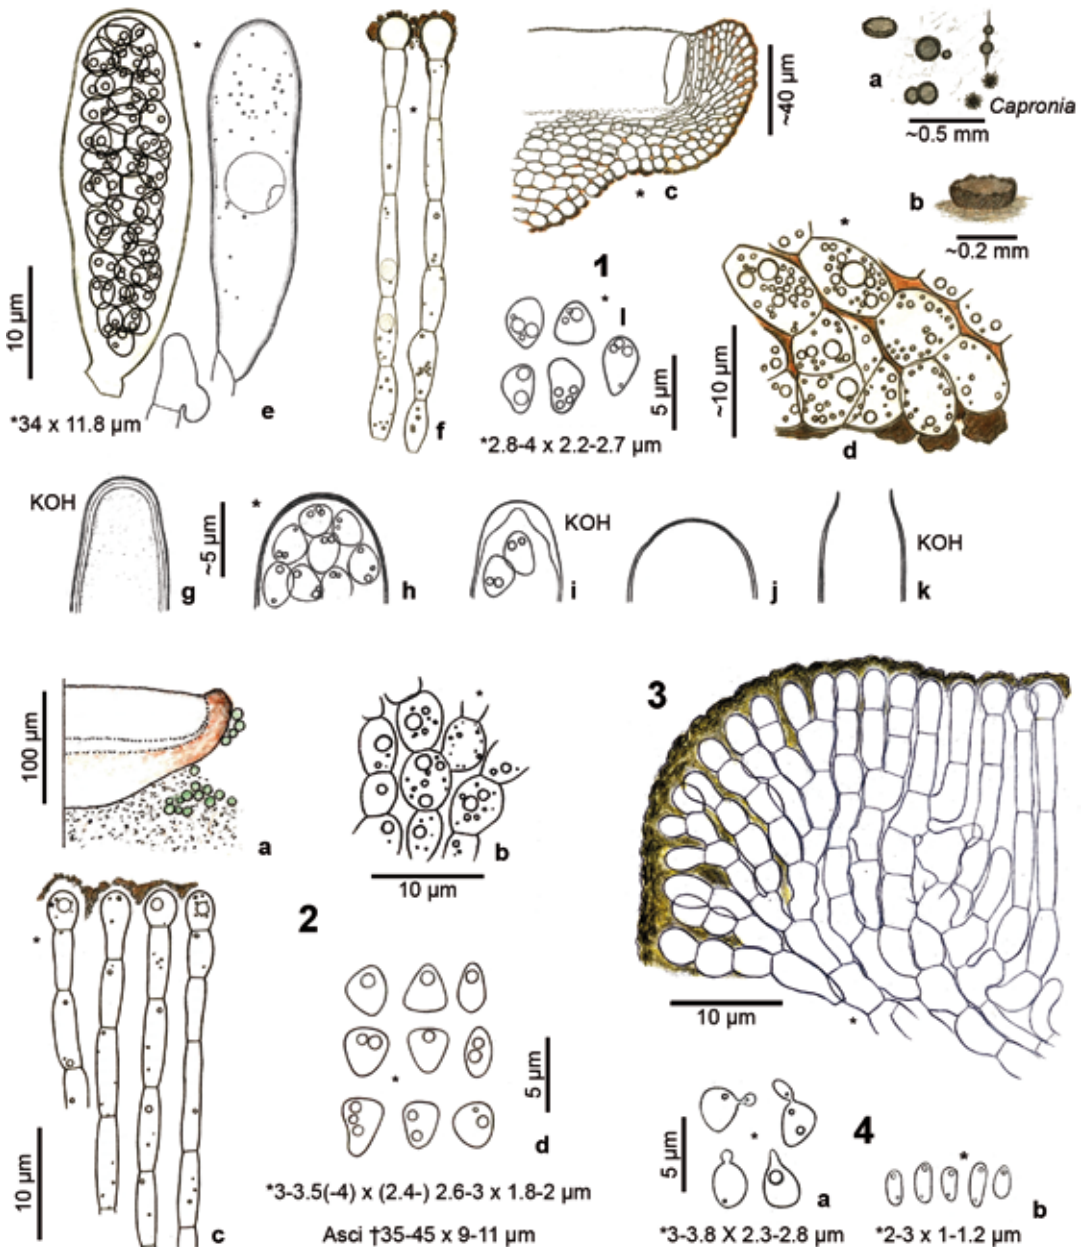 *
10 µm
*34 x 11.8 µm
e
*
f
~40 µm
*
c
a
Capronia
~0.5 mm
b
~0.2 mm
1
*
5 µm
*2.8-4 x 2.2-2.7 µm
*
~10 µm
d
KOH
g
*
~5 µm
h
KOH
i
j
KOH
k
100 µm
a
*
b
10 µm
2
*
10 µm
c
*
5 µm
d
*3-3.5(-4) x (2.4-) 2.6-3 x 1.8-2 µm
Asci †35-45 x 9-11 µm
3
10 µm
*
4
5 µm
*
a
*3-3.8 X 2.3-2.8 µm
*
b
*2-3 x 1-1.2 µm